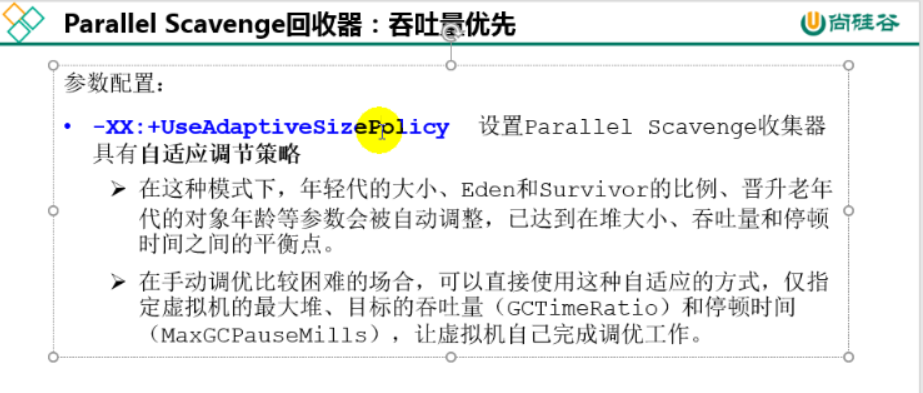 Parallel Scavenge回收器：吞吐量优先
尚硅谷
参数配置：
• -XX:+UseAdaptiveSizePolicy 设置Parallel Scavenge收集器
具有自适应调节策略
➢ 在这种模式下，年轻代的大小、Eden和Survivor的比例、晋升老年
代的对象年龄等参数会被自动调整，已达到在堆大小、吞吐量和停顿
时间之间的平衡点。
➢ 在手动调优比较困难的场合，可以直接使用这种自适应的方式，仅指
定虚拟机的最大堆、目标的吞吐量（GCTimeRatio）和停顿时间
（MaxGCPauseMills），让虚拟机自己完成调优工作。